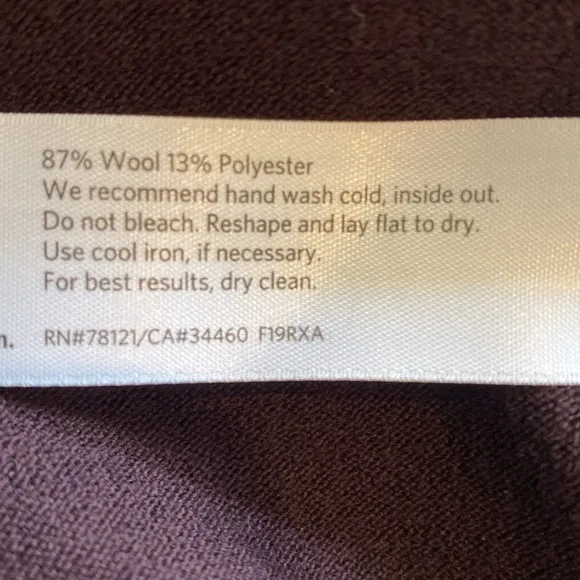 87% Wool 13% Polyester
We recommend hand wash cold, inside out.
Do not bleach. Reshape and lay flat to dry.
Use cool iron, if necessary.
For best results, dry clean.
RN#78121/CA#34460 F19RXA